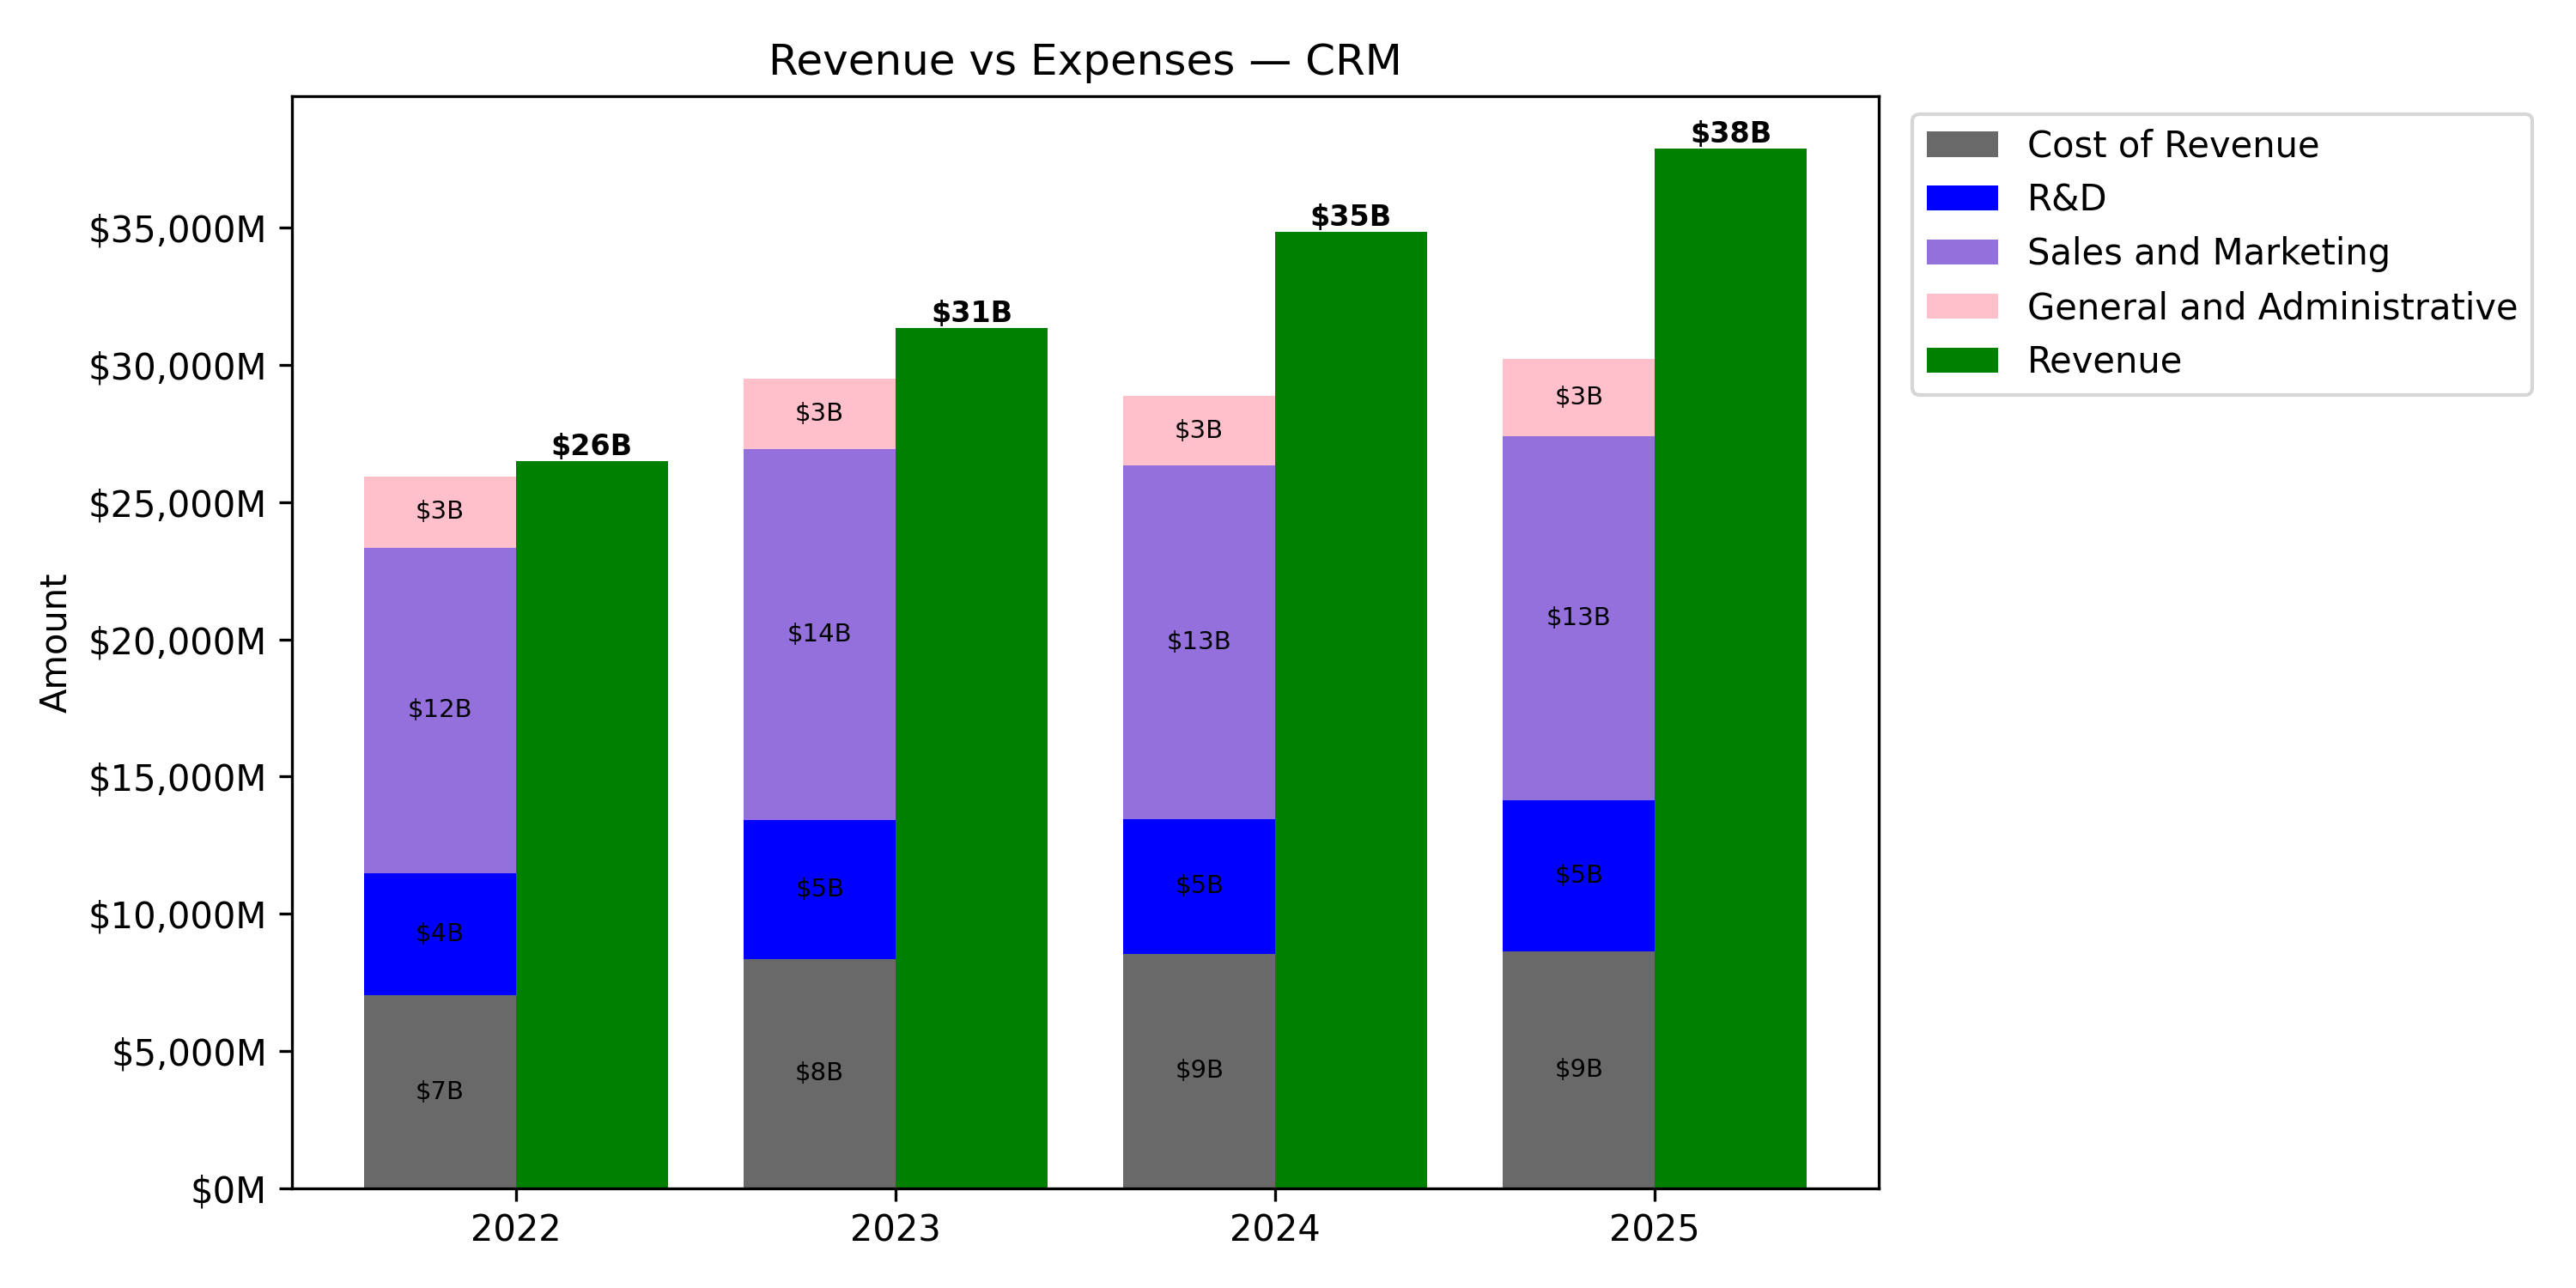 Revenue vs Expenses — CRM
Cost of Revenue
R&D
Sales and Marketing
General and Administrative
Revenue
Amount
$35,000M
$30,000M
$25,000M
$20,000M
$15,000M
$10,000M
$5,000M
$0M
$3B
$12B
$4B
$7B
$26B
$3B
$14B
$5B
$8B
$31B
$3B
$13B
$5B
$9B
$35B
$3B
$13B
$5B
$9B
$38B
2022
2023
2024
2025